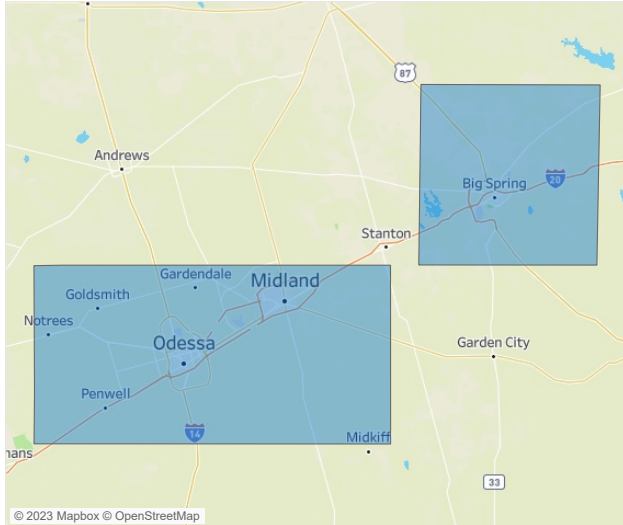 87
Andrews
Big Spring
20
Stanton
Gardendale
Midland
Goldsmith
Notrees
Odessa
Garden City
Penwell
14
Midkiff
nans
33
© 2023 Mapbox © OpenStreetMap